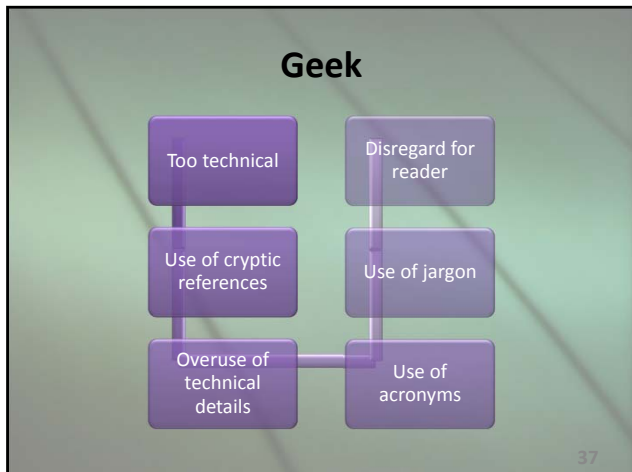 Geek
Too technical
Use of cryptic
references
Overuse of
technical
details
Use of
acronyms
Use of jargon
Disregard for
reader
37